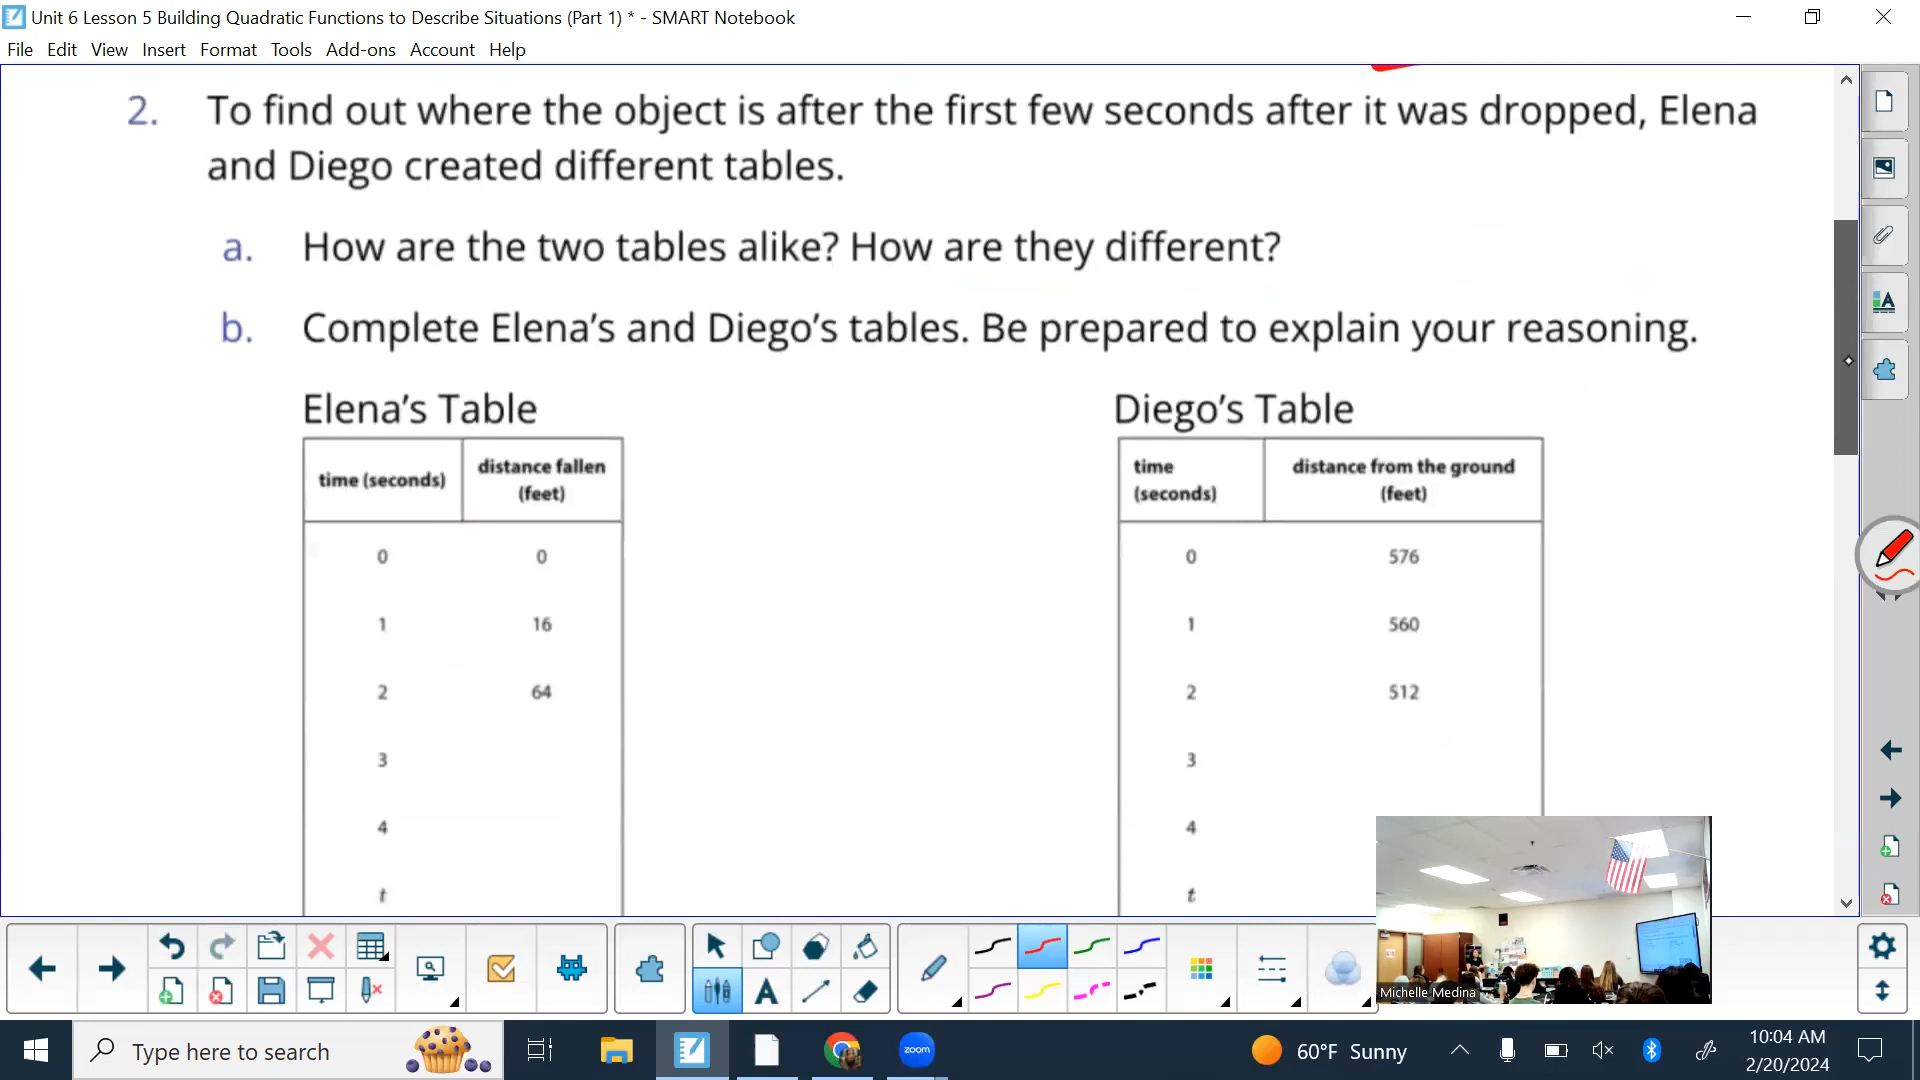 Unit 6 Lesson 5 Building Quadratic Functions to Describe Situations (Part 1) * - SMART Notebook
File Edit View Insert Format Tools Add-ons Account Help
2. To find out where the object is after the first few seconds after it was dropped, Elena
and Diego created different tables.
a. How are the two tables alike? How are they different?
b. Complete Elena’s and Diego’s tables. Be prepared to explain your reasoning.
Elena’s Table
time (seconds) distance fallen (feet)
0 0
1 16
2 64
3
4
t
Diego’s Table
time (seconds) distance from the ground (feet)
0 576
1 560
2 512
3
4
t
Michelle Medina
Type here to search
zoom
60°F Sunny
10:04 AM
2/20/2024